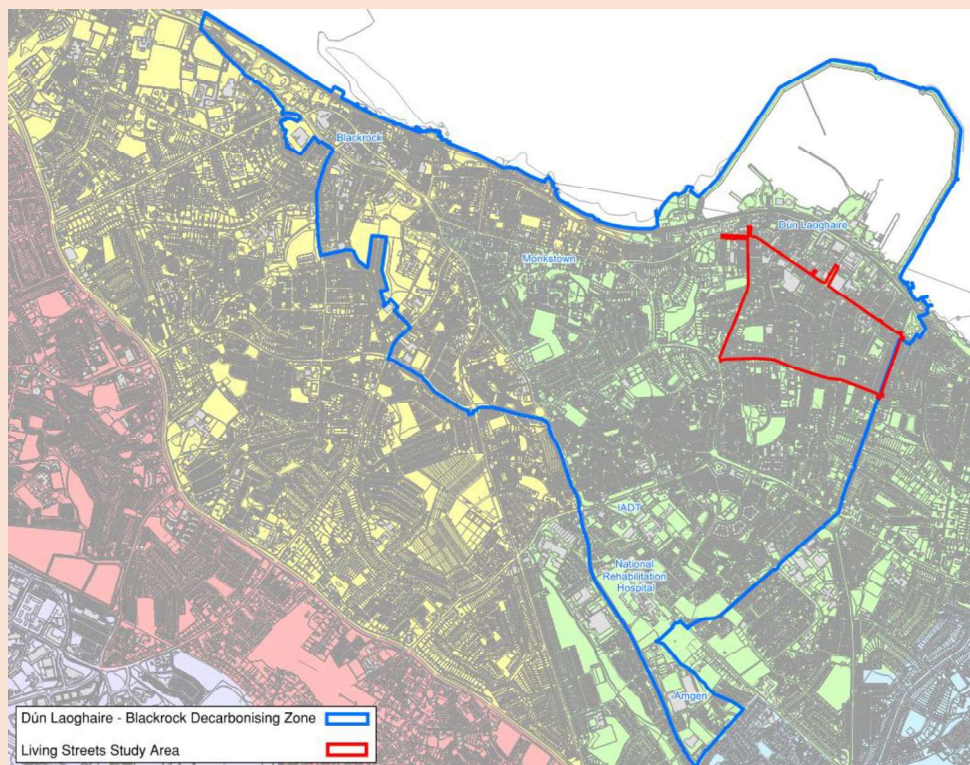 Blackrock
Dún Laoghaire
Monkstown
IADT
National
Rehabilitation
Hospital
Amgen
Dún Laoghaire - Blackrock Decarbonising Zone
Living Streets Study Area